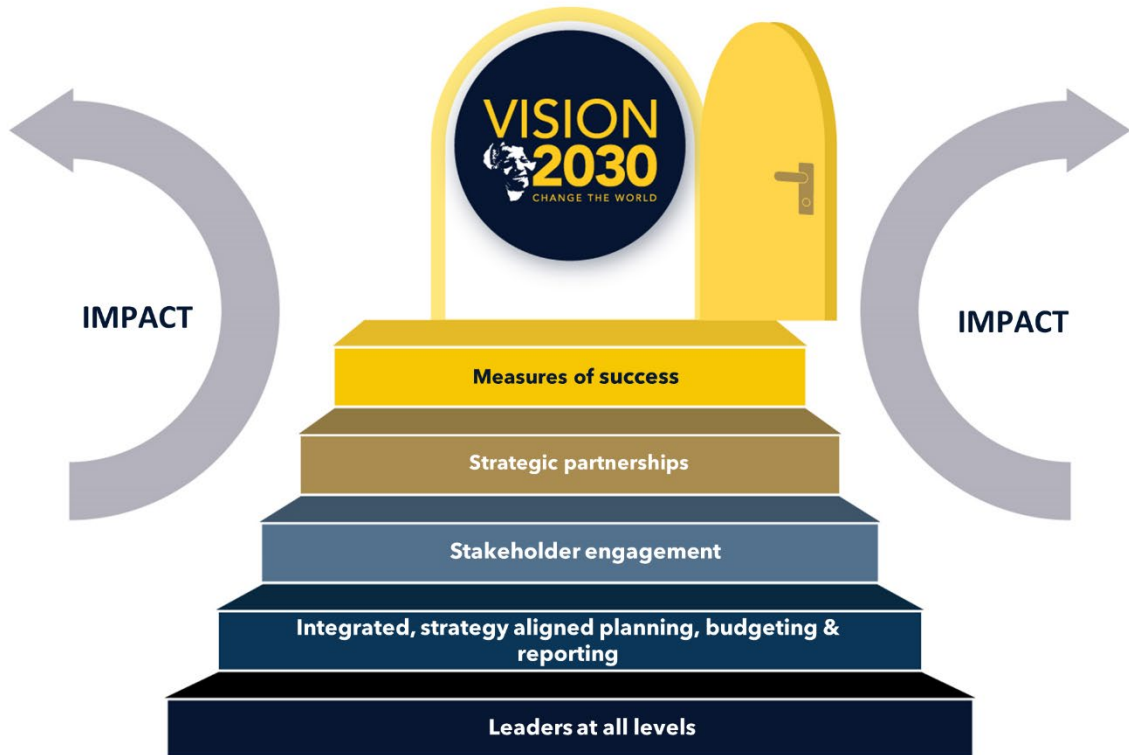 VISION
2030
CHANGE THE WORLD
IMPACT
IMPACT
Measures of success
Strategic partnerships
Stakeholder engagement
Integrated, strategy aligned planning, budgeting &
reporting
Leaders at all levels